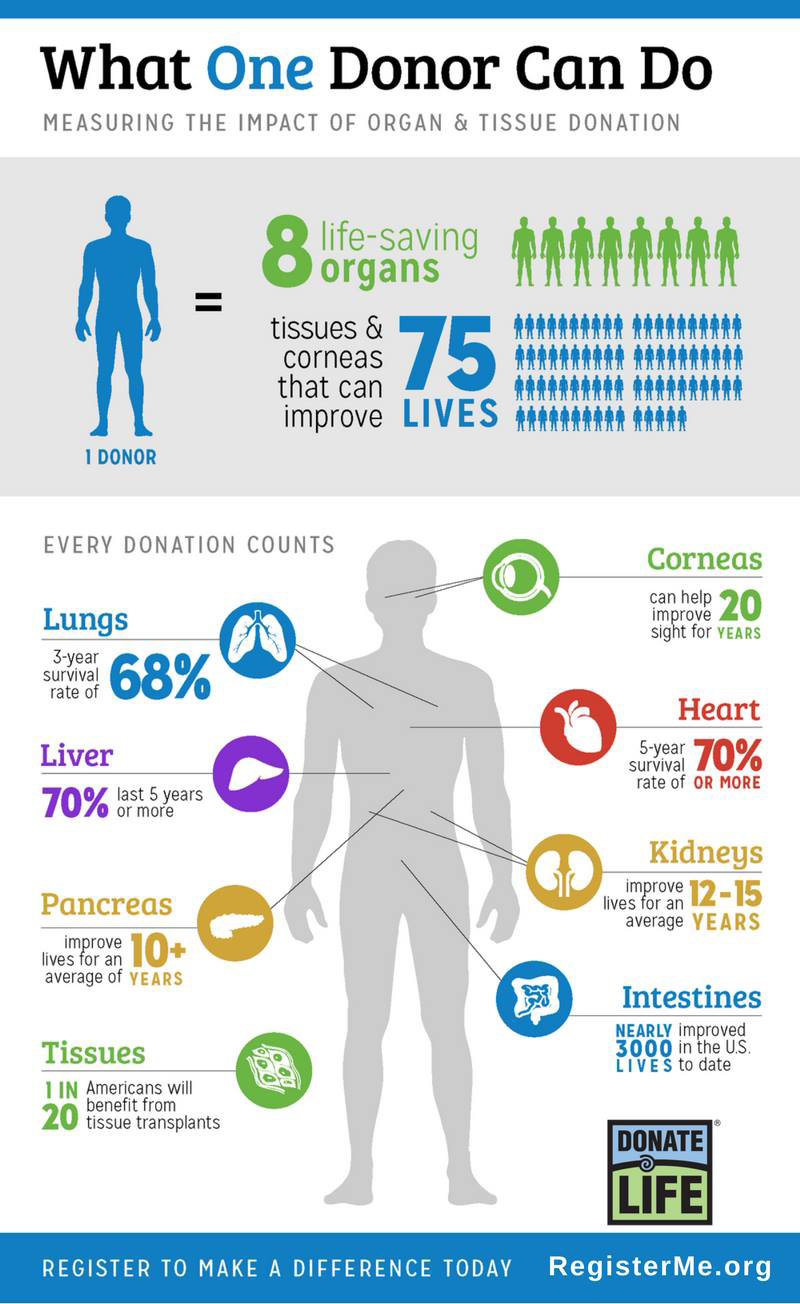 What One Donor Can Do
MEASURING THE IMPACT OF ORGAN & TISSUE DONATION
1 DONOR
=
8 life-saving
organs
tissues &
corneas
that can
improve
75
LIVES
EVERY DONATION COUNTS
Lungs
3-year
survival
rate of
68%
Liver
70%
last 5 years
or more
Pancreas
improve
lives for an
average of
10+
YEARS
Tissues
1 IN
20
Americans will
benefit from
tissue transplants
Corneas
can help
improve
sight for
20
YEARS
Heart
5-year
survival
rate of
70%
OR MORE
Kidneys
improve
lives for an
average
12-15
YEARS
Intestines
NEARLY
3000
LIVES
improved
in the U.S.
to date
DONATE
LIFE
®
REGISTER TO MAKE A DIFFERENCE TODAY RegisterMe.org